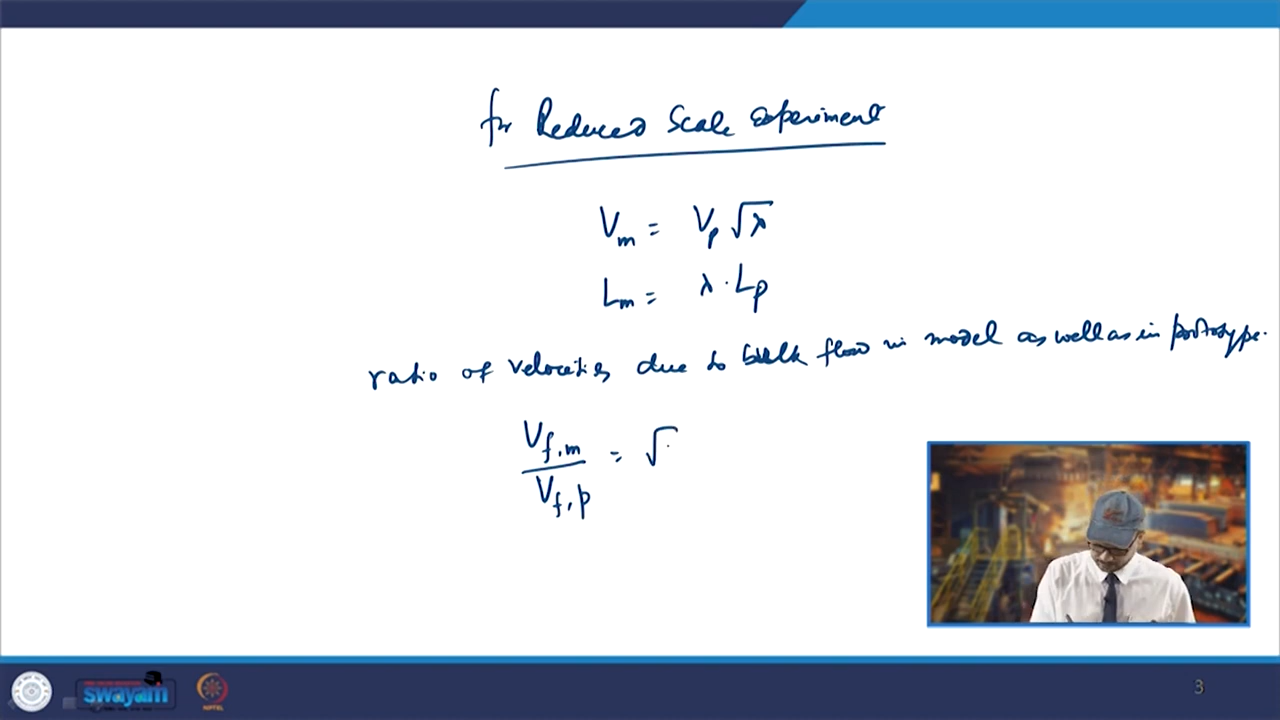 for Reduced Scale experiment
Vm = Vp √λ
Lm = λ · Lp
ratio of velocities due to bulk flow in model as well as in prototype.
Vf,m / Vf,p = √
3
swayam
NPTEL